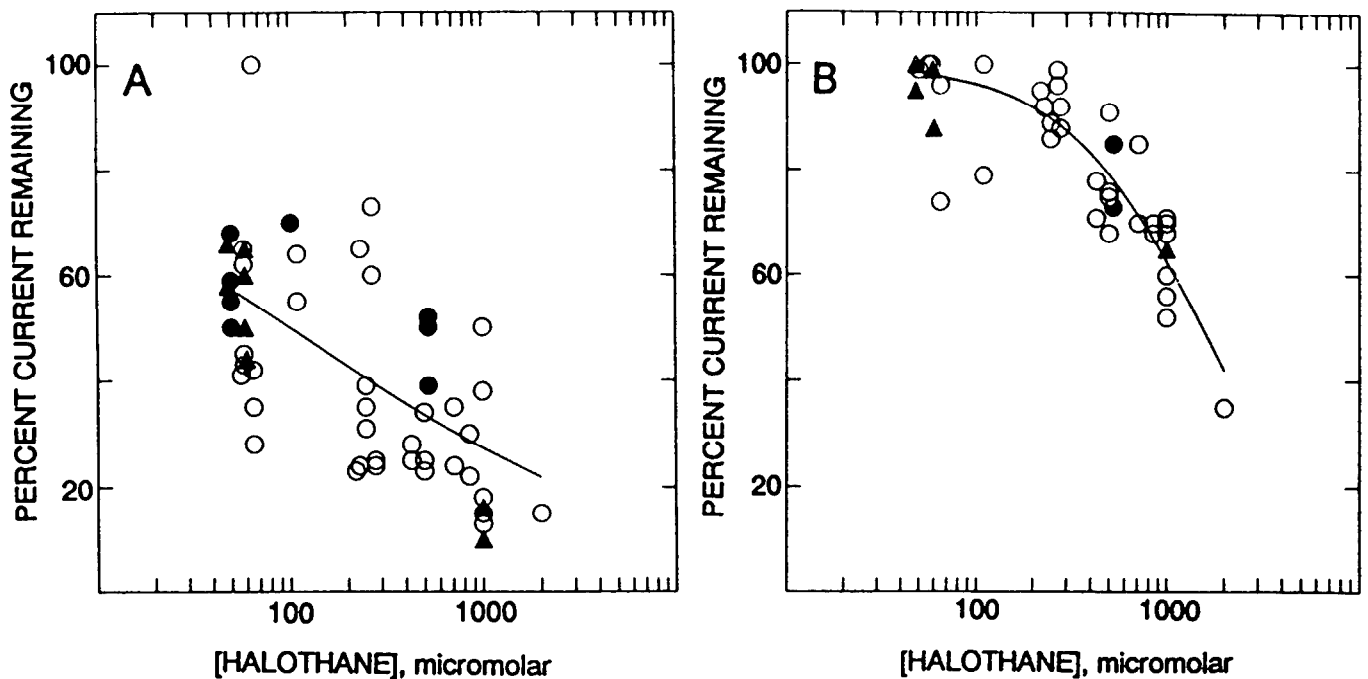 A
PERCENT CURRENT REMAINING
100
60
20
100
1000
[HALOTHANE], micromolar
B
PERCENT CURRENT REMAINING
100
60
20
100
1000
[HALOTHANE], micromolar